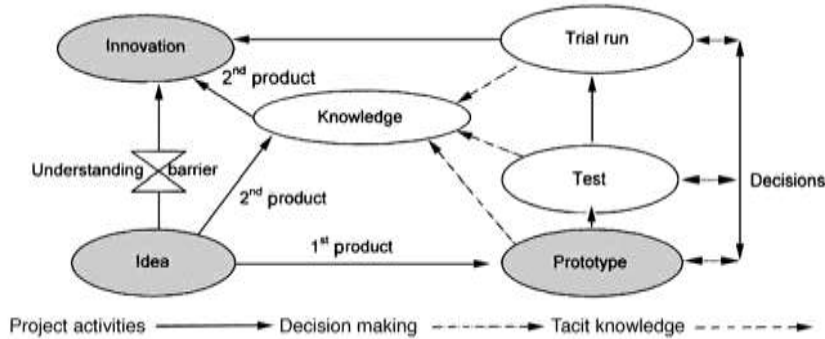 Innovation
Trial run
2nd product
Knowledge
Understanding barrier
Test
Decisions
2nd product
1st product
Idea
Prototype
Project activities Decision making Tacit knowledge